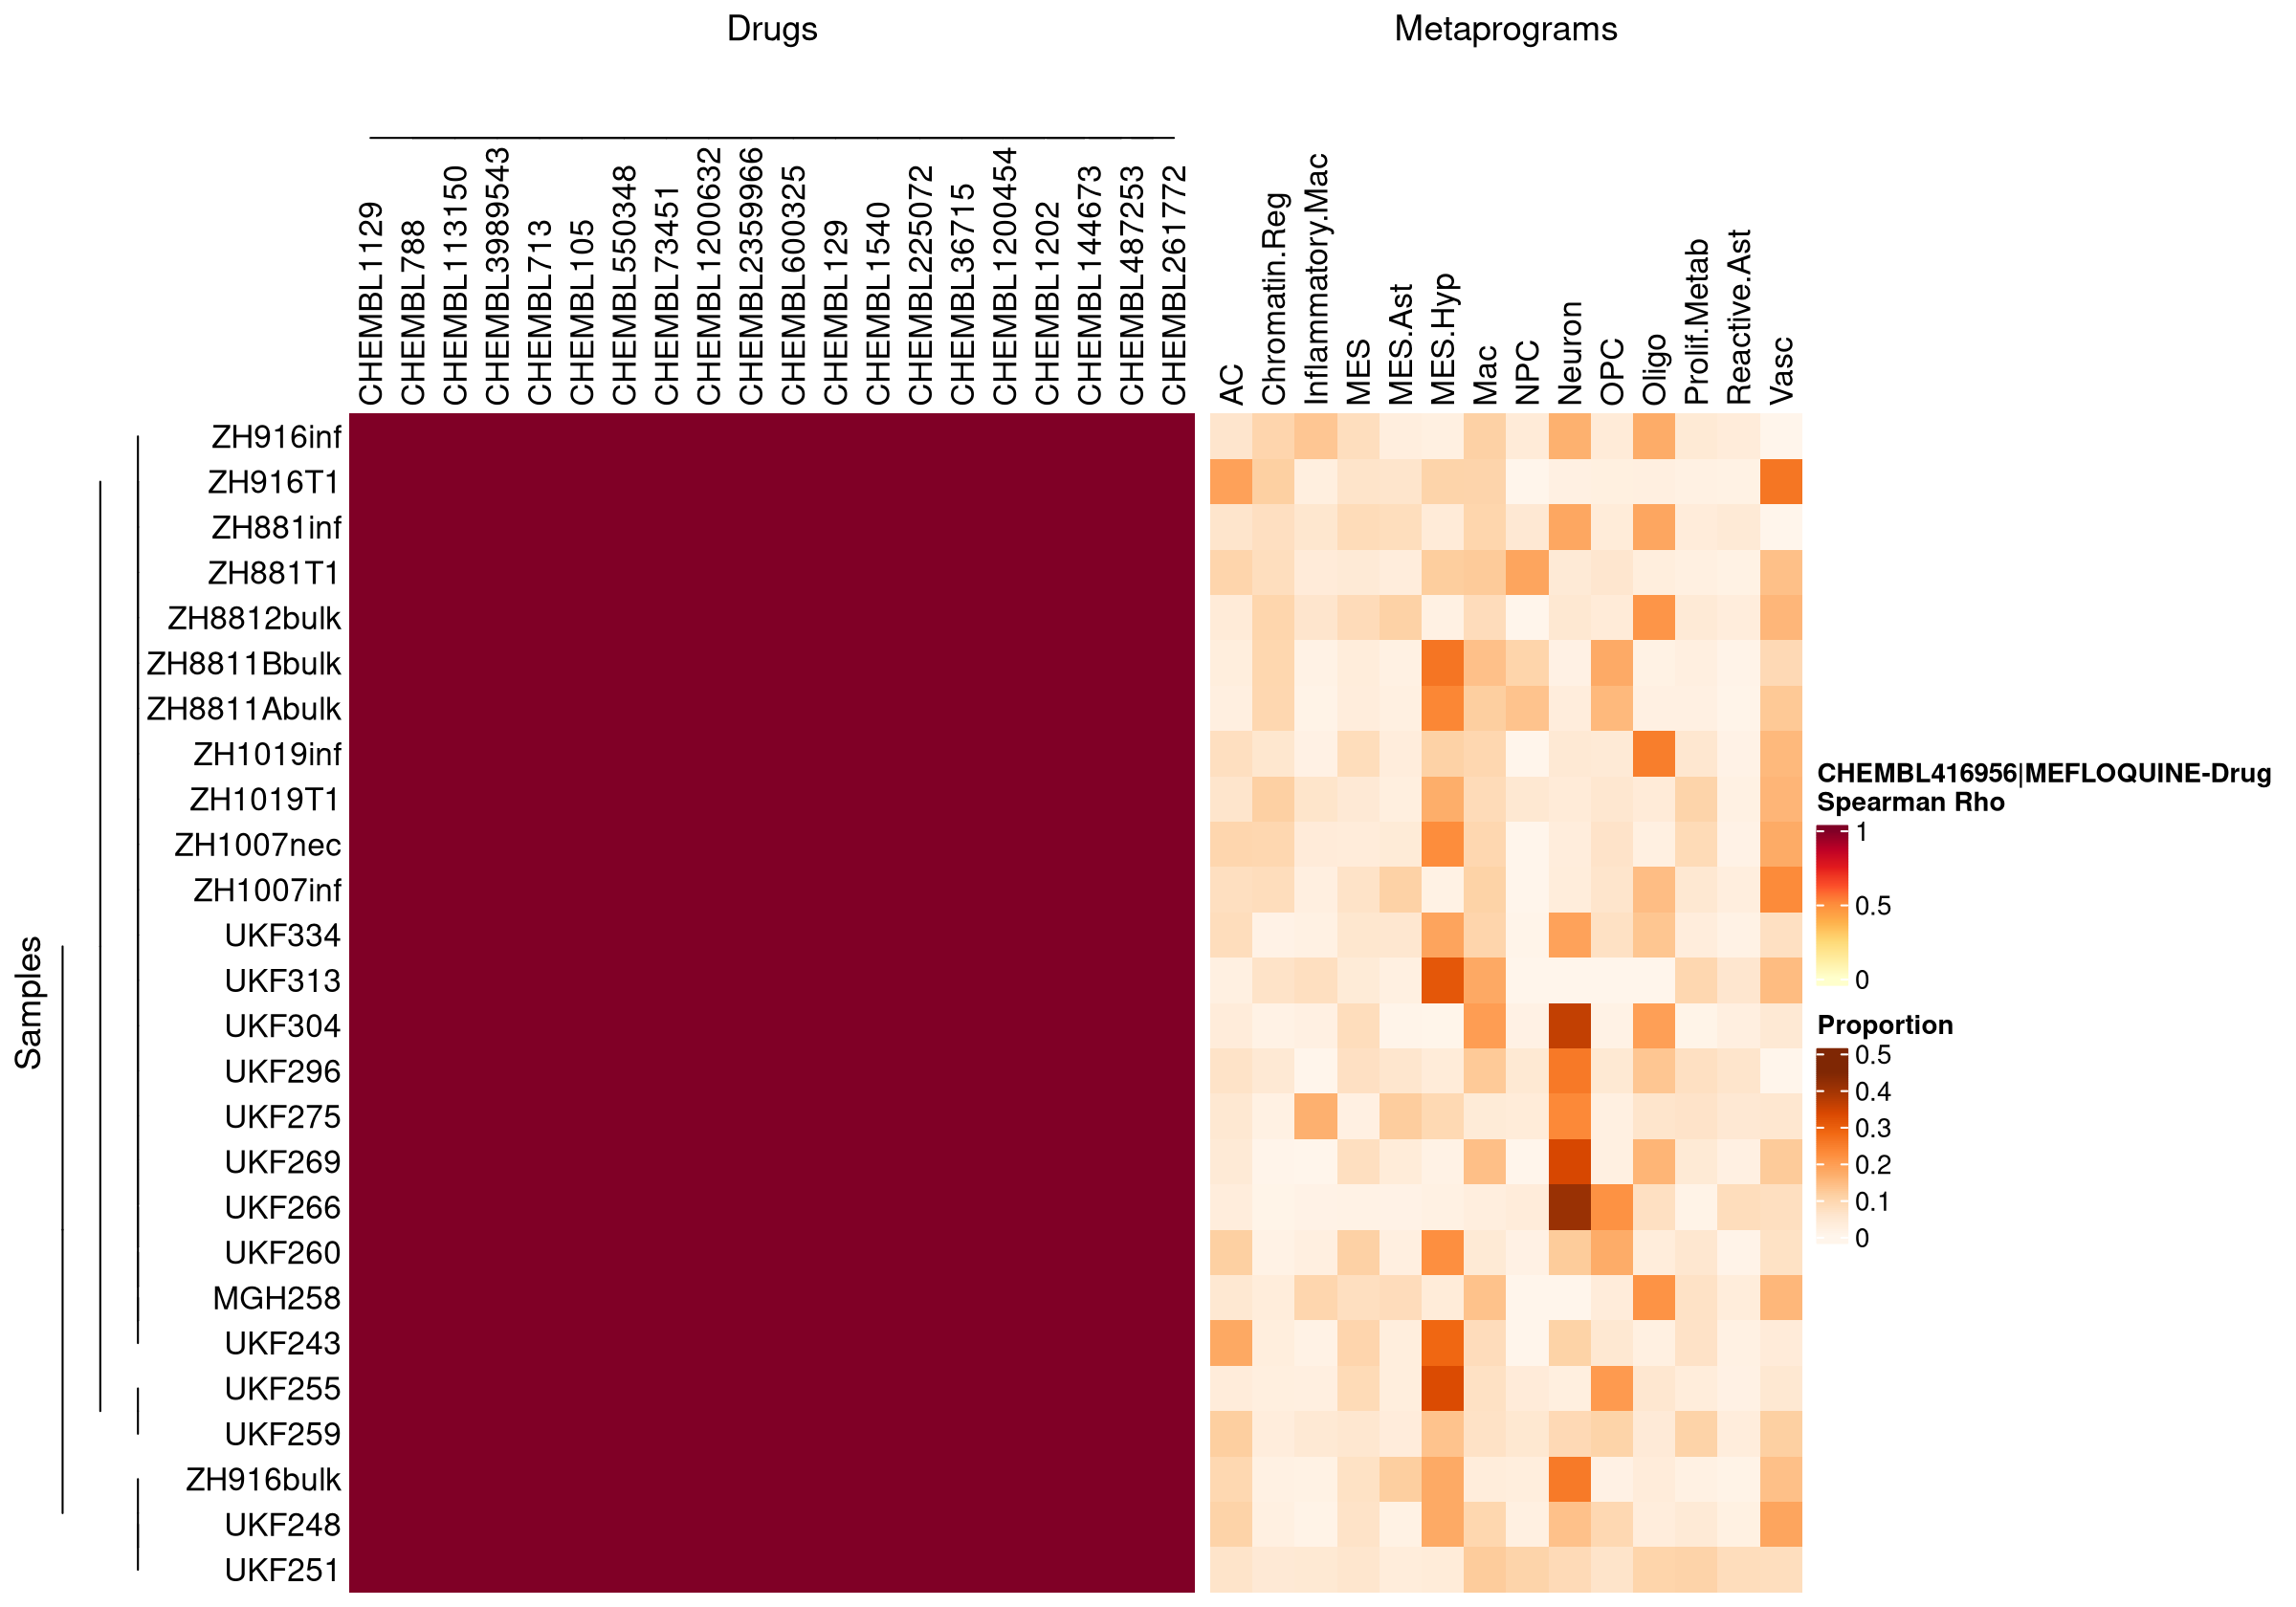 Drugs
Metaprograms
CHEMBL1129
CHEMBL788
CHEMBL113150
CHEMBL3989543
CHEMBL713
CHEMBL105
CHEMBL550348
CHEMBL73451
CHEMBL1200632
CHEMBL2359966
CHEMBL600325
CHEMBL129
CHEMBL1540
CHEMBL225072
CHEMBL36715
CHEMBL1200454
CHEMBL1202
CHEMBL144673
CHEMBL487253
CHEMBL261772
AC
Chromatin.Reg
Inflammatory.Mac
MES
MES.Ast
MES.Hyp
Mac
NPC
Neuron
OPC
Oligo
Prolif.Metab
Reactive.Ast
Vasc
Samples
ZH916inf
ZH916T1
ZH881inf
ZH881T1
ZH8812bulk
ZH8811Bbulk
ZH8811Abulk
ZH1019inf
ZH1019T1
ZH1007nec
ZH1007inf
UKF334
UKF313
UKF304
UKF296
UKF275
UKF269
UKF266
UKF260
MGH258
UKF243
UKF255
UKF259
ZH916bulk
UKF248
UKF251
CHEMBL416956|MEFLOQUINE-Drug
Spearman Rho
1
0.5
0
Proportion
0.5
0.4
0.3
0.2
0.1
0